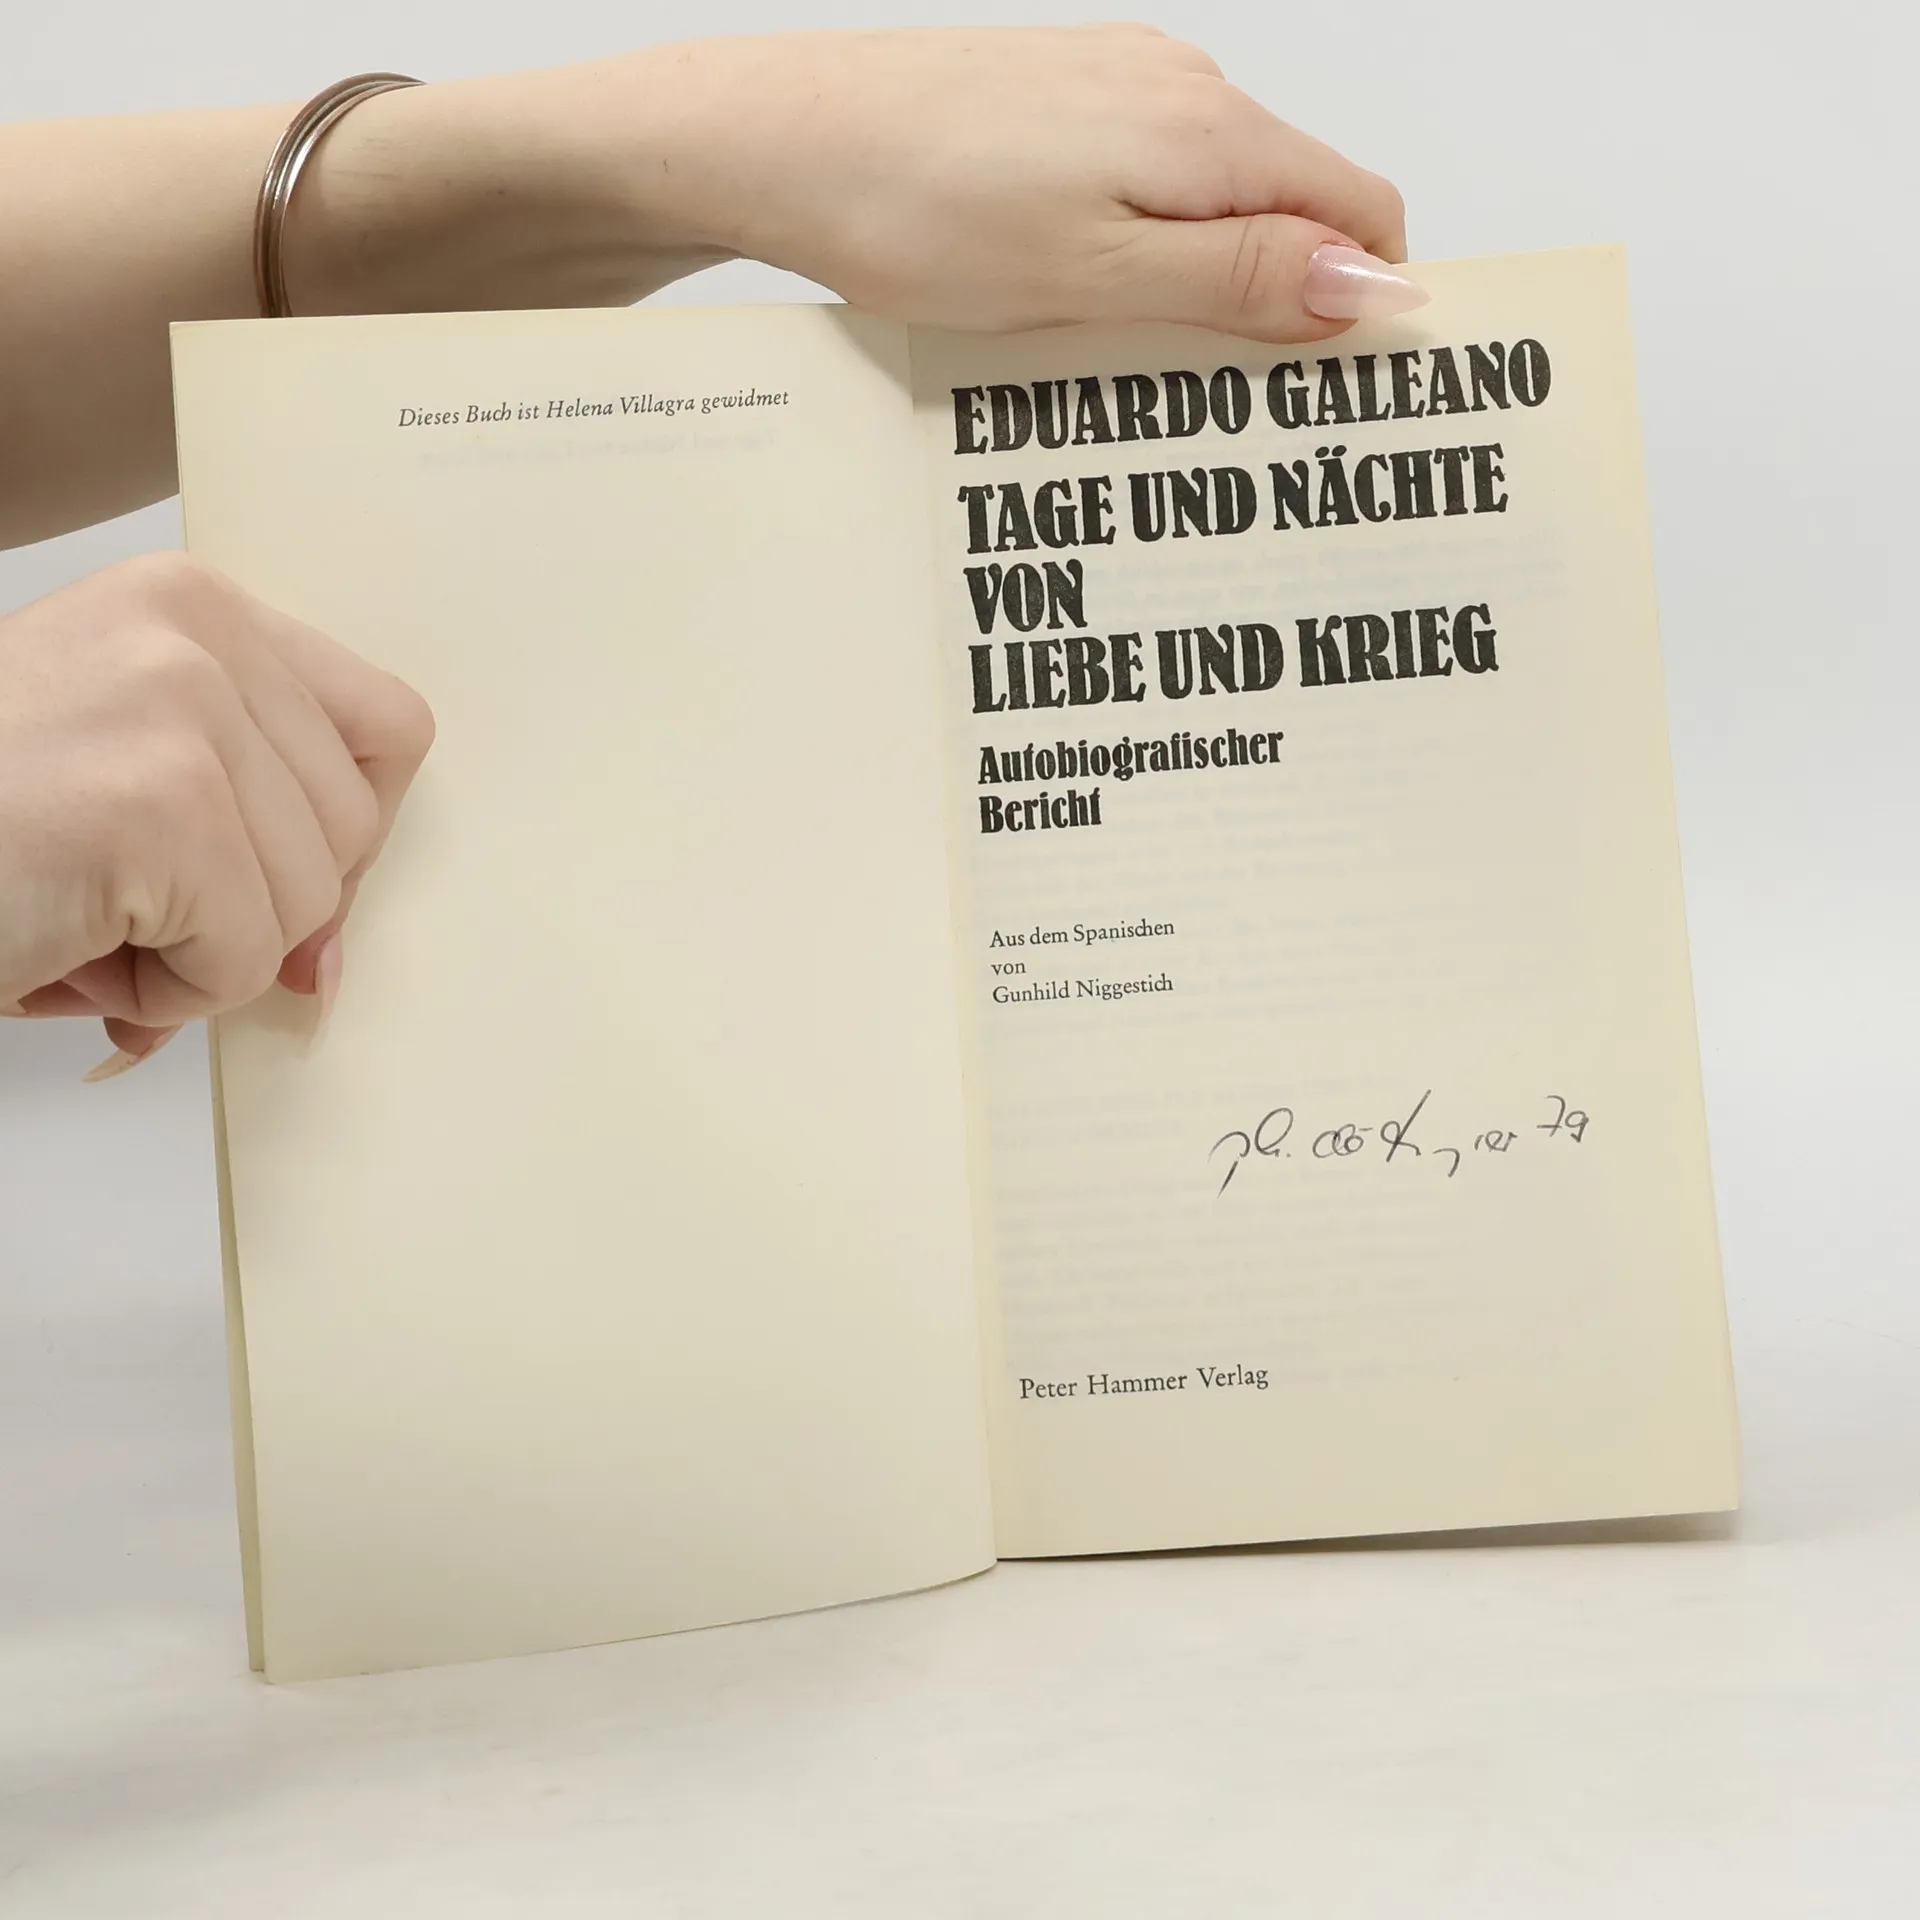 Dieses Buch ist Helena Villagra gewidmet
EDUARDO GALEANO
TAGE UND NÄCHTE
VON
LIEBE UND KRIEG
Autobiografischer
Bericht
Aus dem Spanischen
von
Gunhild Niggestich
79
Peter Hammer Verlag